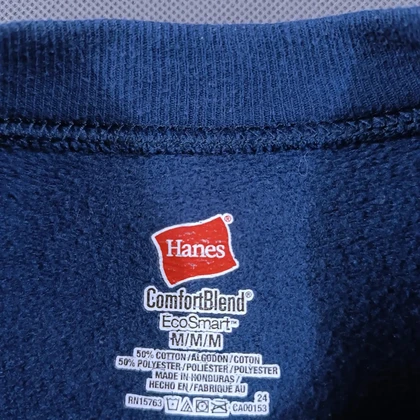 Hanes®
ComfortBlend®
EcoSmart™
M/M/M
50% COTTON/ALGODÓN/COTON
50% POLYESTER/POLIÉSTER/POLYESTER
MADE IN HONDURAS/
HECHO EN/FABRIQUÉ AU
RN15763 24
CA00153